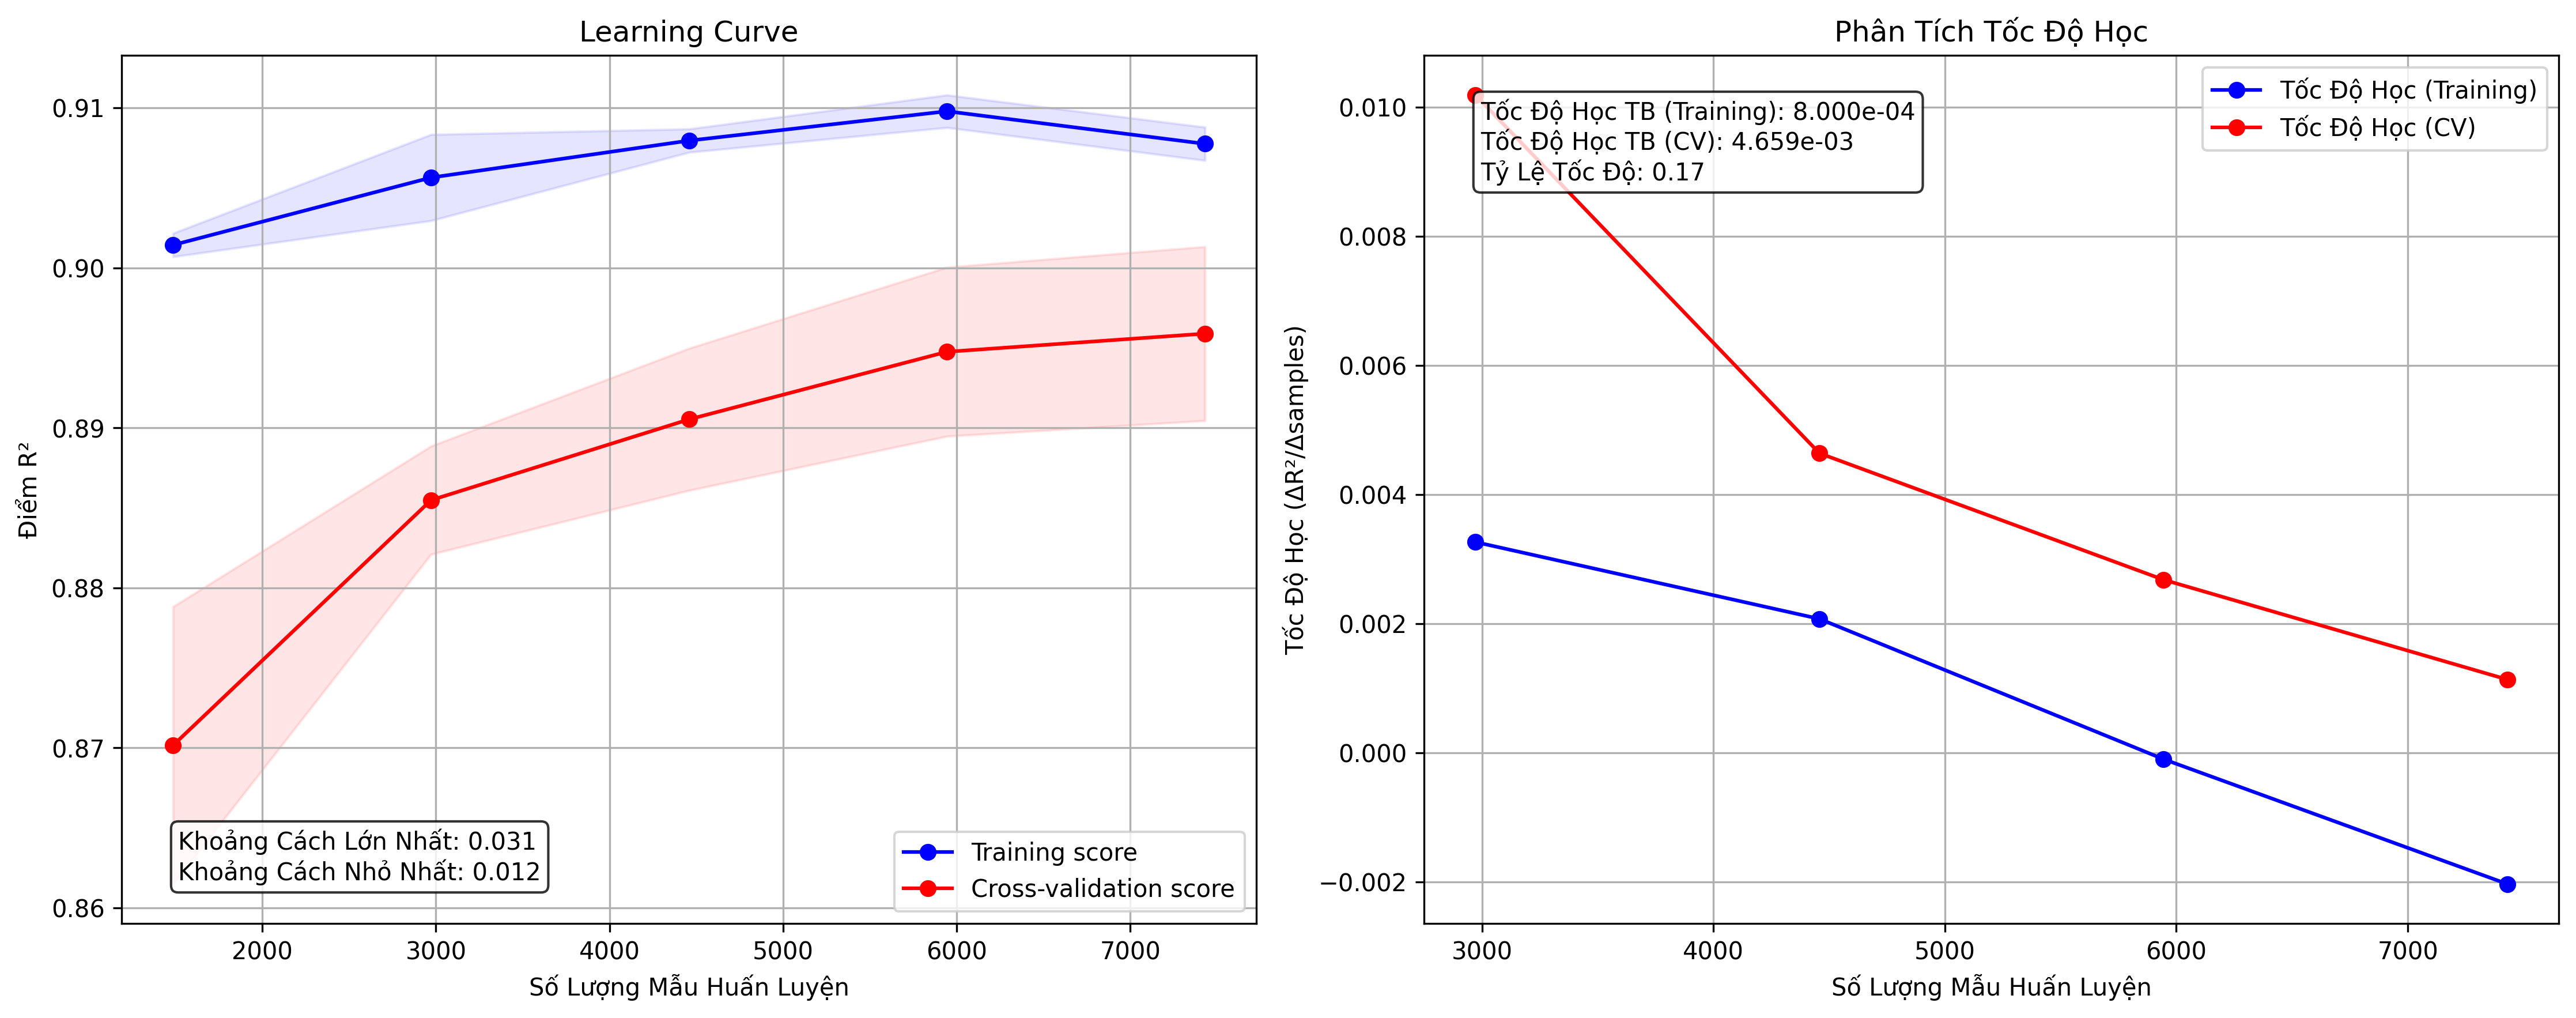 Learning Curve
Điểm R²
0.91
0.90
0.89
0.88
0.87
0.86
Khoảng Cách Lớn Nhất: 0.031
Khoảng Cách Nhỏ Nhất: 0.012
Training score
Cross-validation score
2000
3000
4000
5000
6000
7000
Số Lượng Mẫu Huấn Luyện
Phân Tích Tốc Độ Học
Tốc Độ Học (ΔR²/Δsamples)
0.010
0.008
0.006
0.004
0.002
0.000
−0.002
Tốc Độ Học TB (Training): 8.000e-04
Tốc Độ Học TB (CV): 4.659e-03
Tỷ Lệ Tốc Độ: 0.17
Tốc Độ Học (Training)
Tốc Độ Học (CV)
3000
4000
5000
6000
7000
Số Lượng Mẫu Huấn Luyện